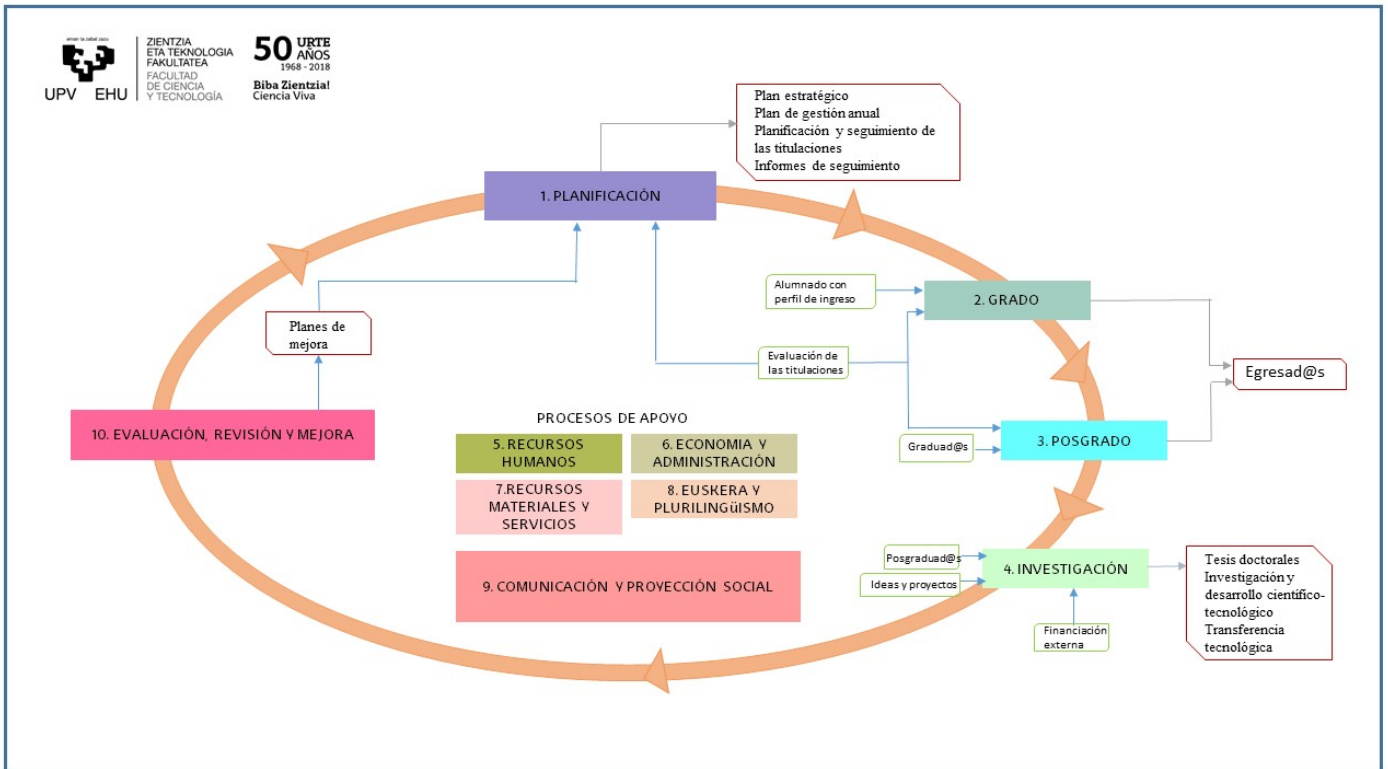 eman ta zabal zazu
UPV EHU
ZIENTZIA
ETA TEKNOLOGIA
FAKULTATEA
FACULTAD
DE CIENCIA
Y TECNOLOGÍA
50 URTE
AÑOS
1968 - 2018
Biba Zientzia!
Ciencia Viva
Plan estratégico
Plan de gestión anual
Planificación y seguimiento de
las titulaciones
Informes de seguimiento
1. PLANIFICACIÓN
Alumnado con
perfil de ingreso
2. GRADO
Planes de
mejora
Evaluación de
las titulaciones
Egresad@s
10. EVALUACIÓN, REVISIÓN Y MEJORA
PROCESOS DE APOYO
5. RECURSOS
HUMANOS
6. ECONOMIA Y
ADMINISTRACIÓN
7.RECURSOS
MATERIALES Y
SERVICIOS
8. EUSKERA Y
PLURILINGÜISMO
9. COMUNICACIÓN Y PROYECCIÓN SOCIAL
Graduad@s
3. POSGRADO
Posgraduad@s
Ideas y proyectos
4. INVESTIGACIÓN
Financiación
externa
Tesis doctorales
Investigación y
desarrollo científico-
tecnológico
Transferencia
tecnológica